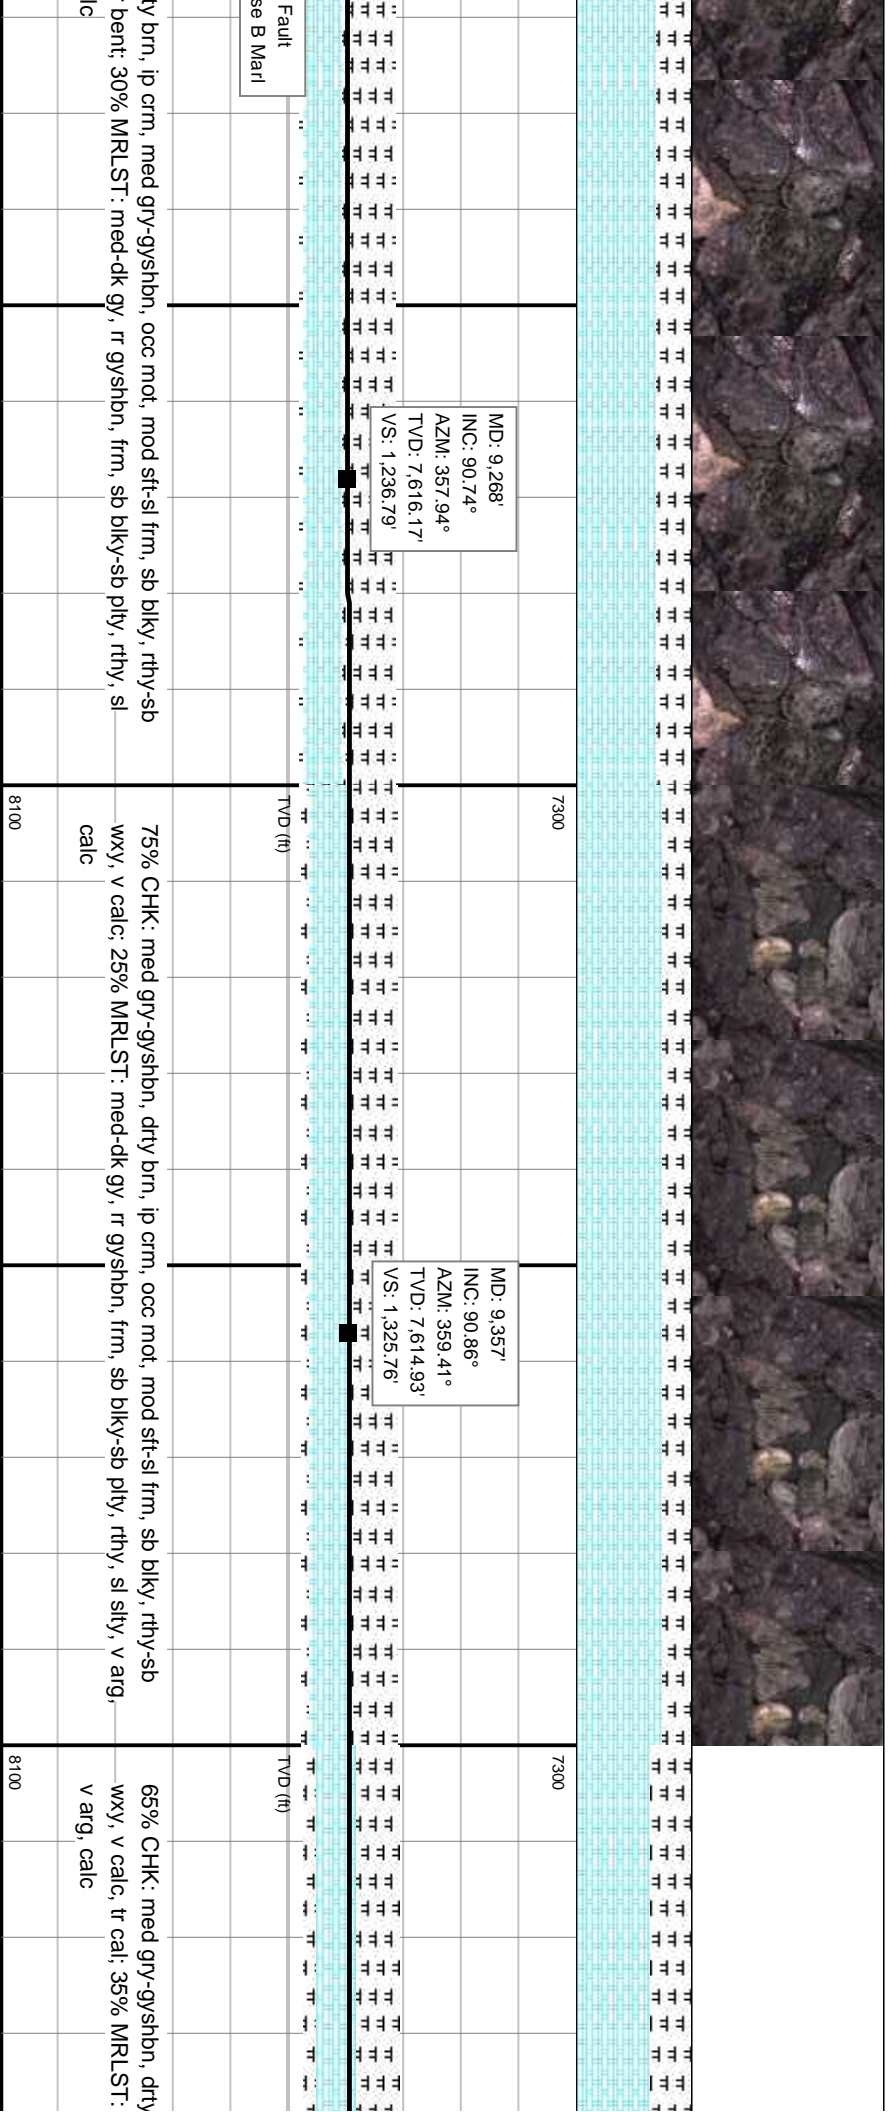 Fault
se B Marl
ty brn, ip crm, med gry-gyshbn, occ mot, mod sft-sl frm, sb blky, rthy-sb
bent; 30% MRLST: med-dk gy, rr gyshbn, frm, sb blky-sb plty, rthy, sl
lc
MD: 9,268'
INC: 90.74°
AZM: 357.94°
TVD: 7,616.17'
VS: 1,236.79'
7300
TVD (ft)
8100
75% CHK: med gry-gyshbn, drty brn, ip crm, occ mot, mod sft-sl frm, sb blky, rthy-sb
wxy, v calc; 25% MRLST: med-dk gy, rr gyshbn, frm, sb blky-sb plty, rthy, sl slty, v arg,
calc
MD: 9,357'
INC: 90.86°
AZM: 359.41°
TVD: 7,614.93'
VS: 1,325.76'
7300
TVD (ft)
8100
65% CHK: med gry-gyshbn, drty
wxy, v calc, tr cal; 35% MRLST:
v arg, calc